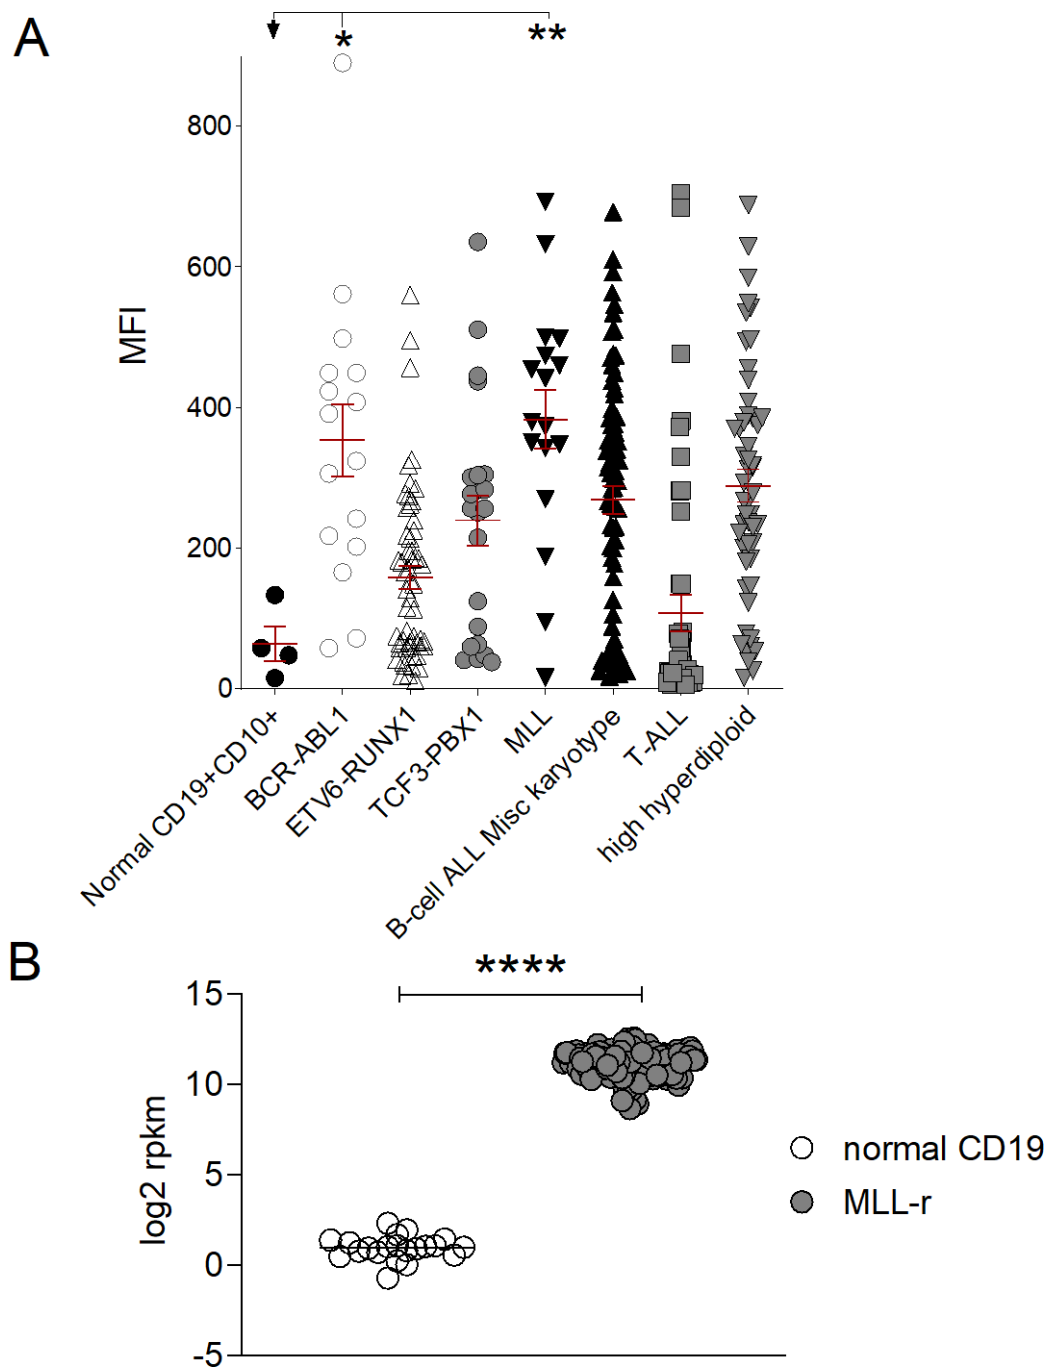 A
* **
MFI
800
600
400
200
0
Normal CD19+CD10+
BCR-ABL1
ETV6-RUNX1
TCF3-PBX1
MLL
B-cell ALL Misc karyotype
T-ALL
high hyperdiploid
B
****
log2 rpkm
15
10
5
0
-5
normal CD19
MLL-r